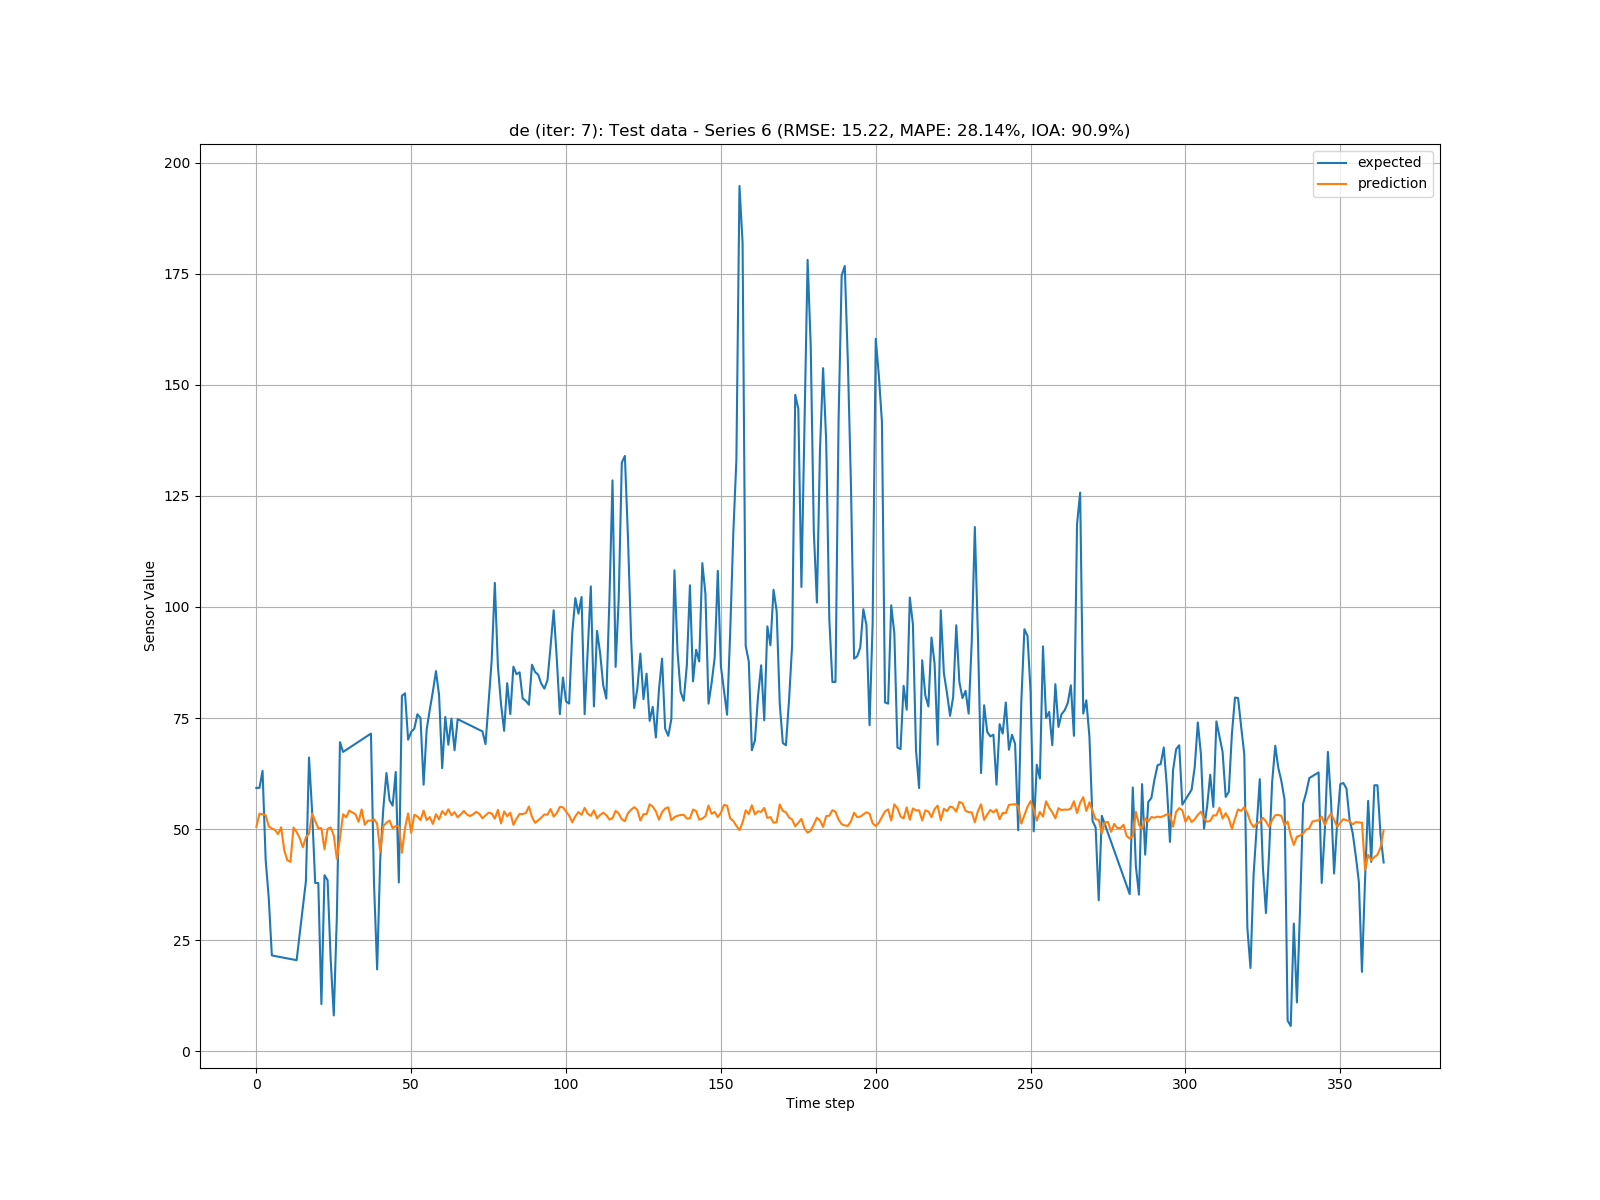 de (iter: 7): Test data - Series 6 (RMSE: 15.22, MAPE: 28.14%, IOA: 90.9%)
expected
prediction
200
175
150
125
100
75
50
25
0
Sensor Value
0 50 100 150 200 250 300 350
Time step